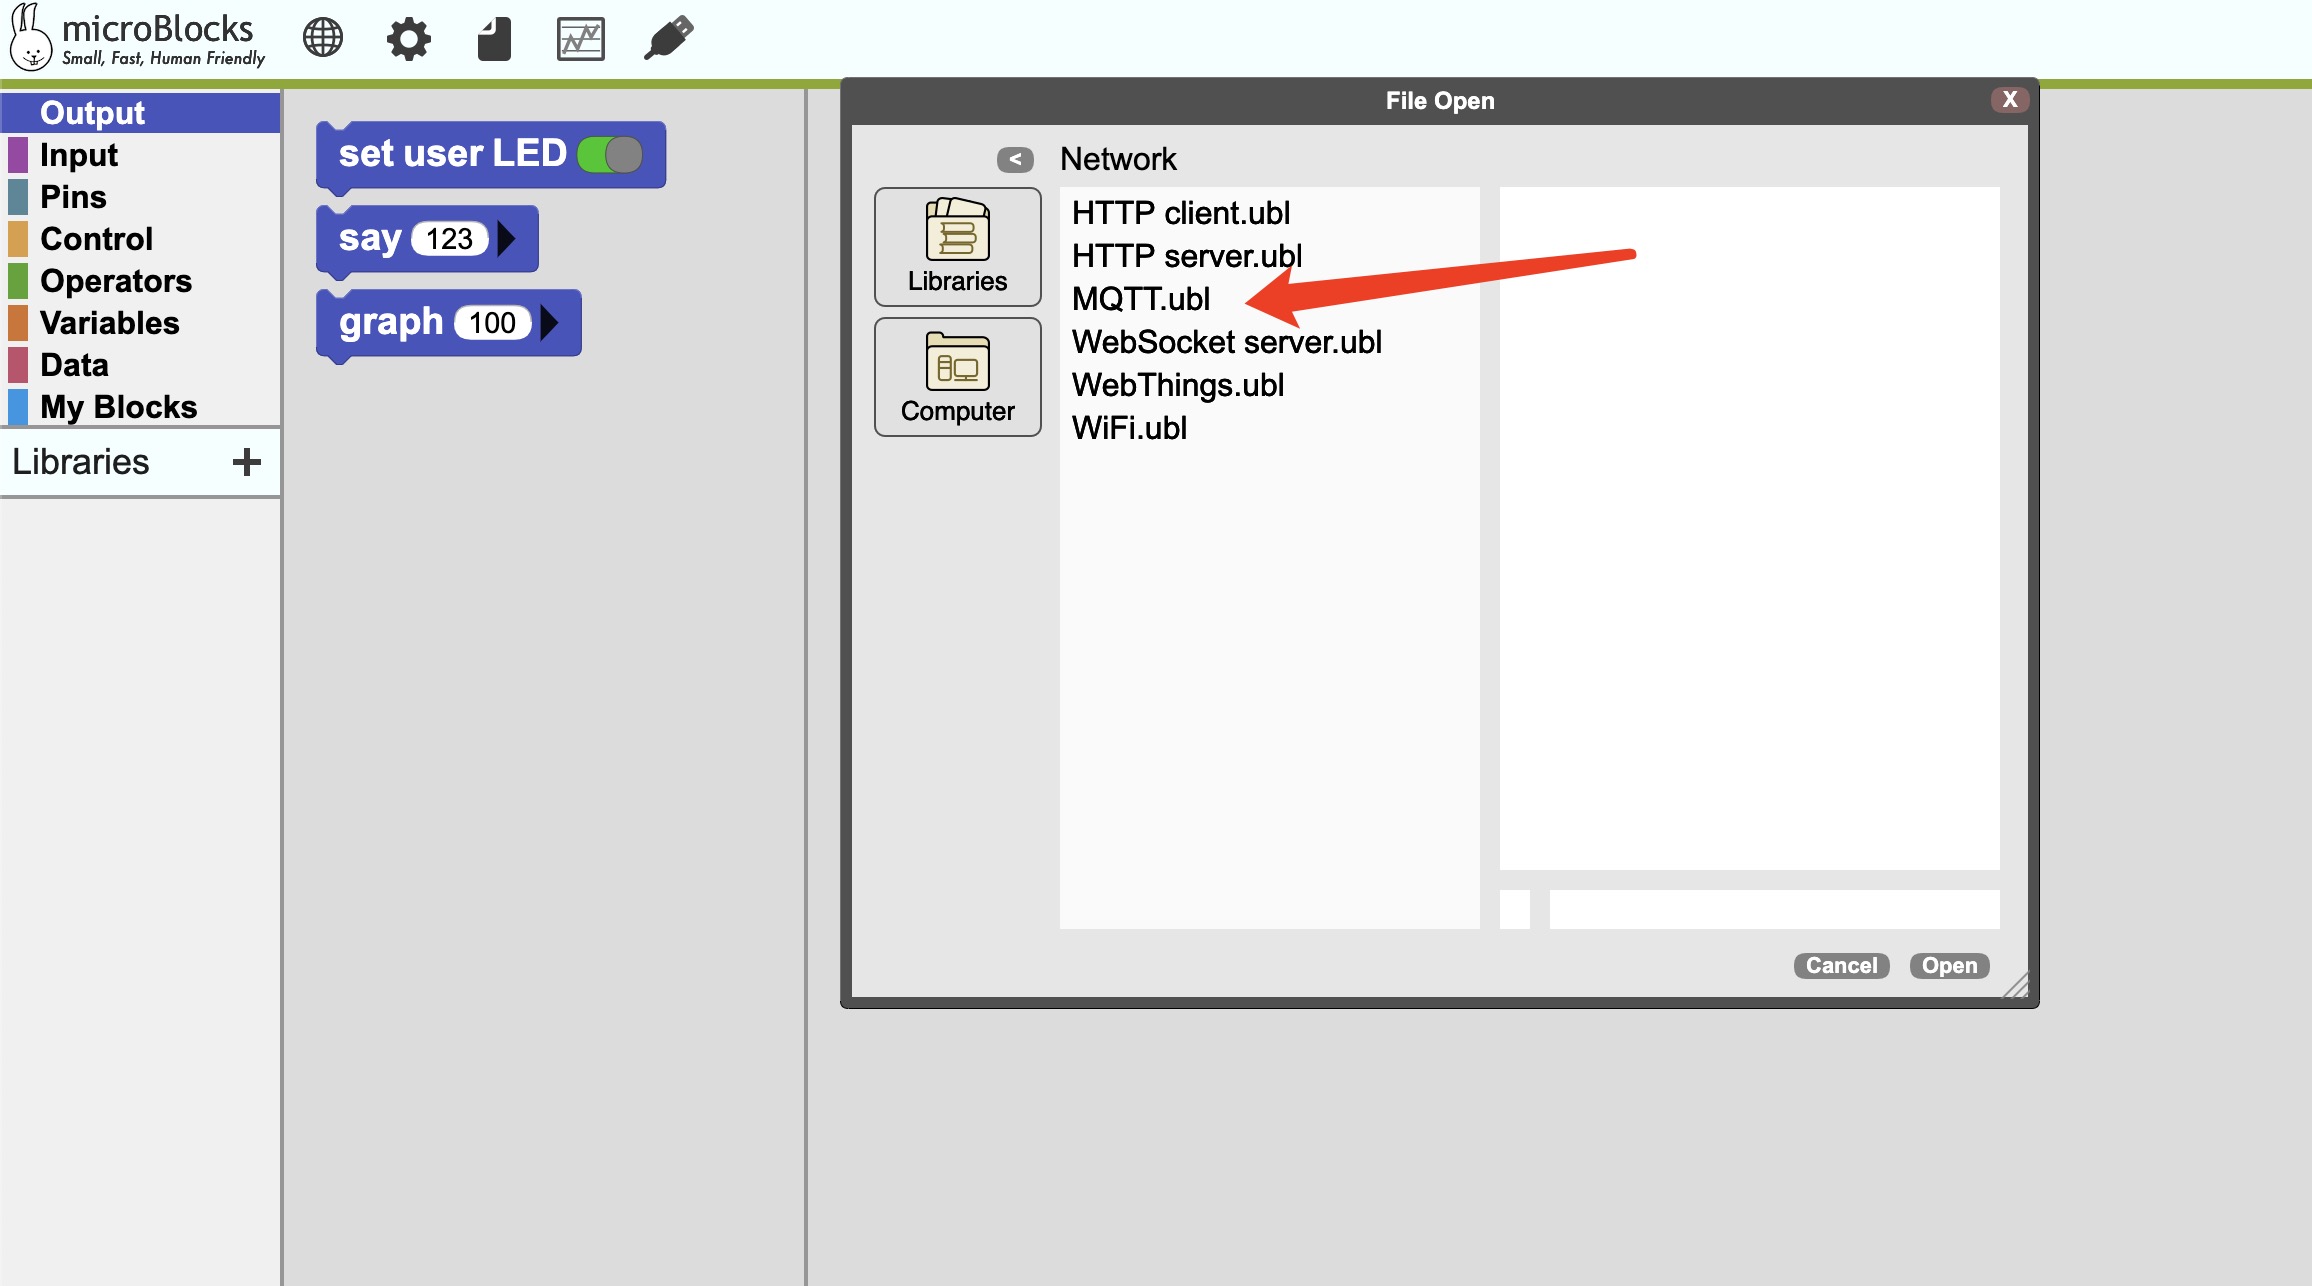 microBlocks
Small, Fast, Human Friendly
Output
Input
Pins
Control
Operators
Variables
Data
My Blocks
Libraries +
set user LED
say 123
graph 100
File Open
X
< Network
Libraries
Computer
HTTP client.ubl
HTTP server.ubl
MQTT.ubl
WebSocket server.ubl
WebThings.ubl
WiFi.ubl
Cancel Open